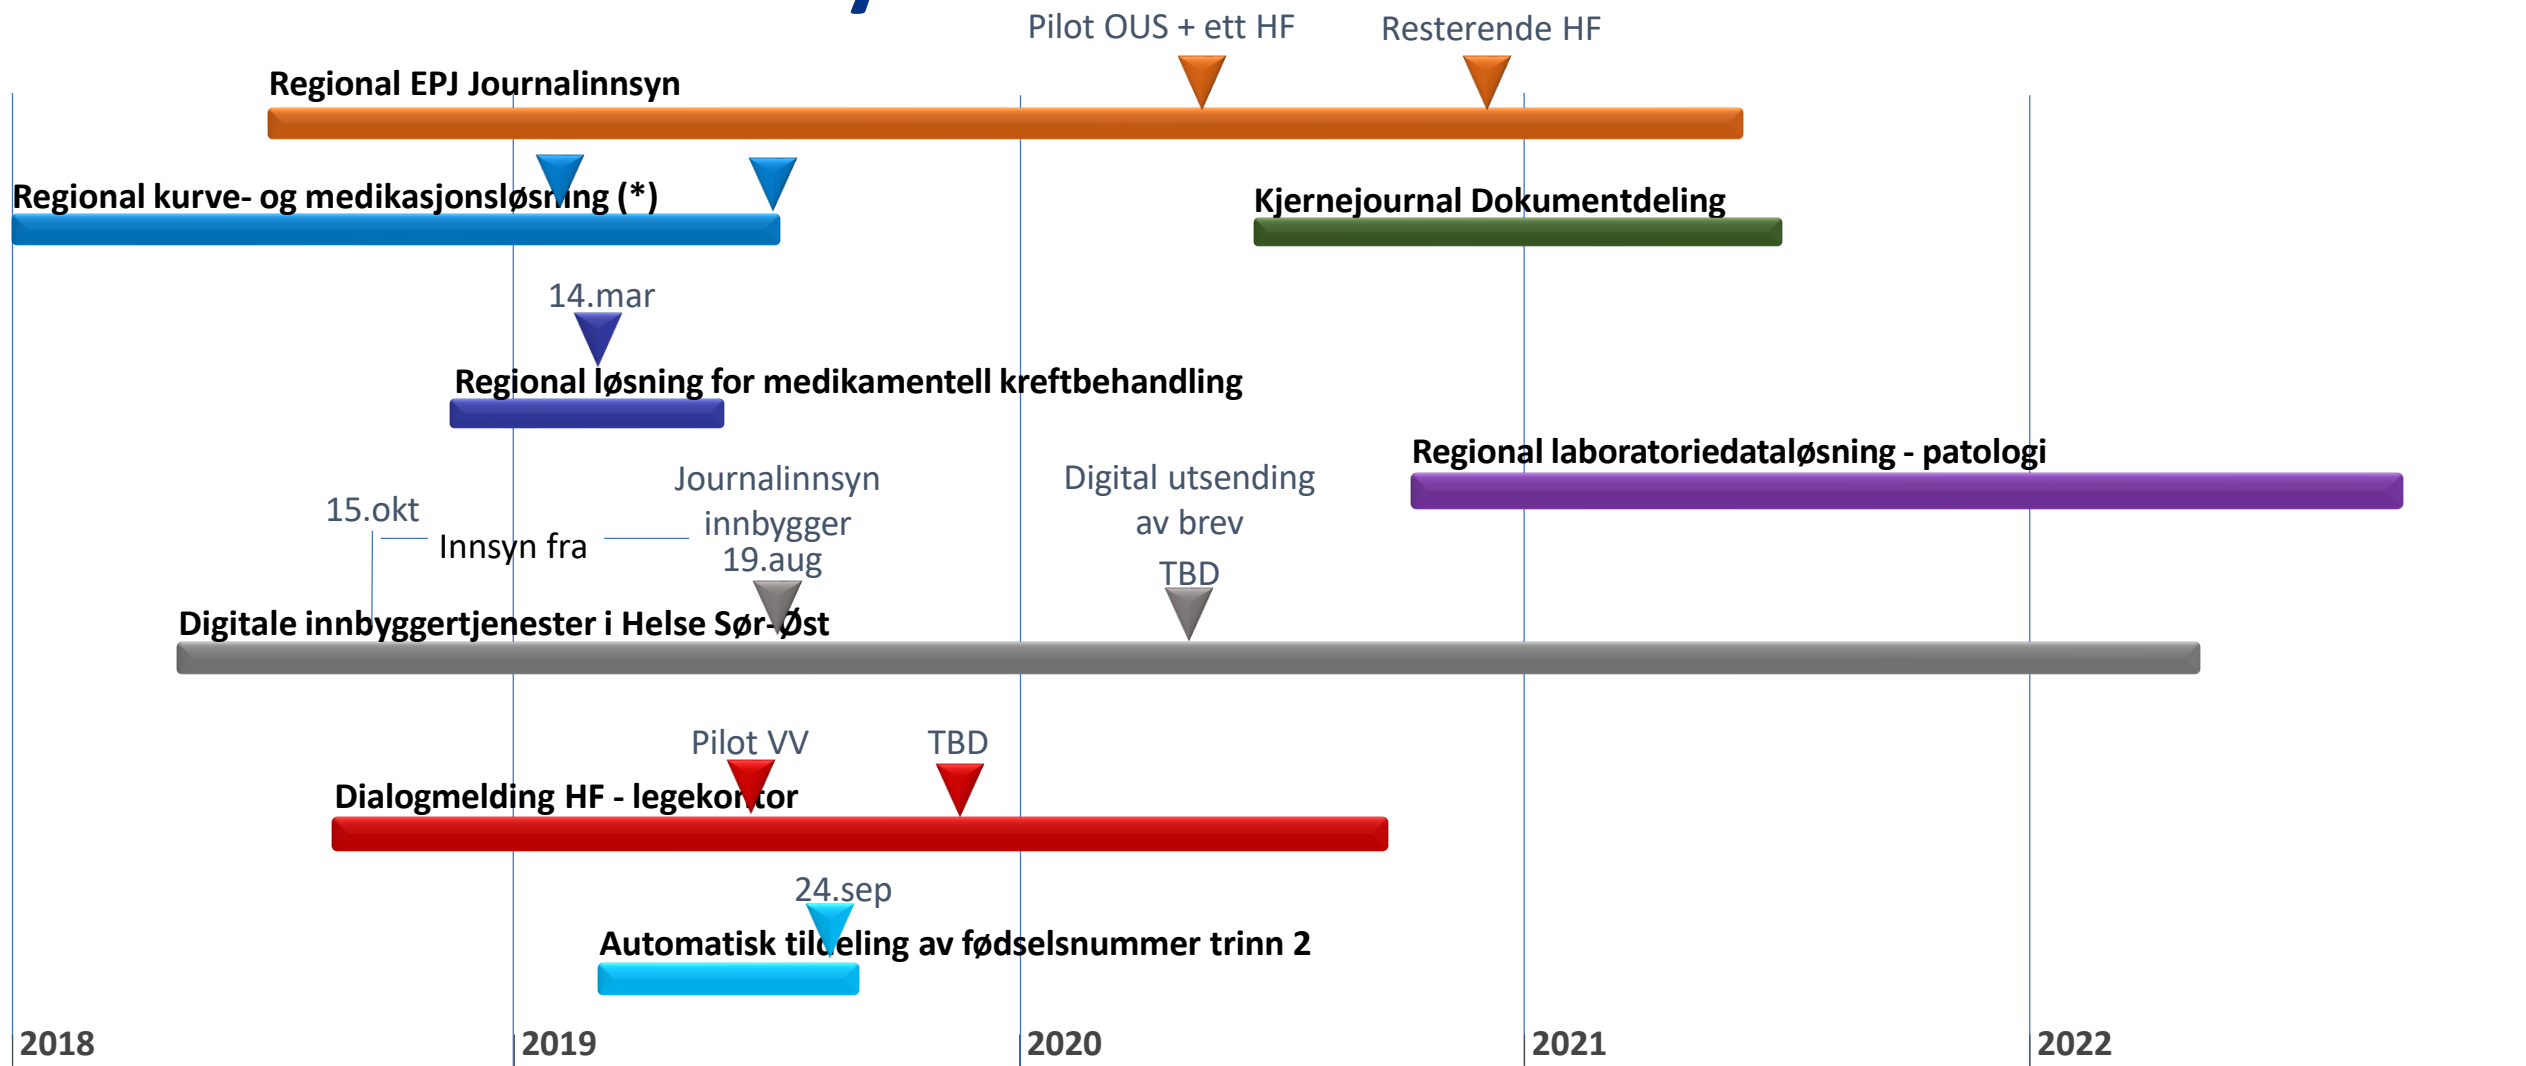 Pilot OUS + ett HF
Resterende HF
Regional EPJ Journalinnsyn
Regional kurve- og medikasjonsløsning (*)
Kjernejournal Dokumentdeling
14.mar
Regional løsning for medikamentell kreftbehandling
Regional laboratoriedataløsning - patologi
Journalinnsyn
innbygger
19.aug
Digital utsending
av brev
TBD
15.okt
Innsyn fra
Digitale innbyggertjenester i Helse Sør-Øst
Pilot VV
TBD
Dialogmelding HF - legekontor
24.sep
Automatisk tildeling av fødselsnummer trinn 2
2018
2019
2020
2021
2022